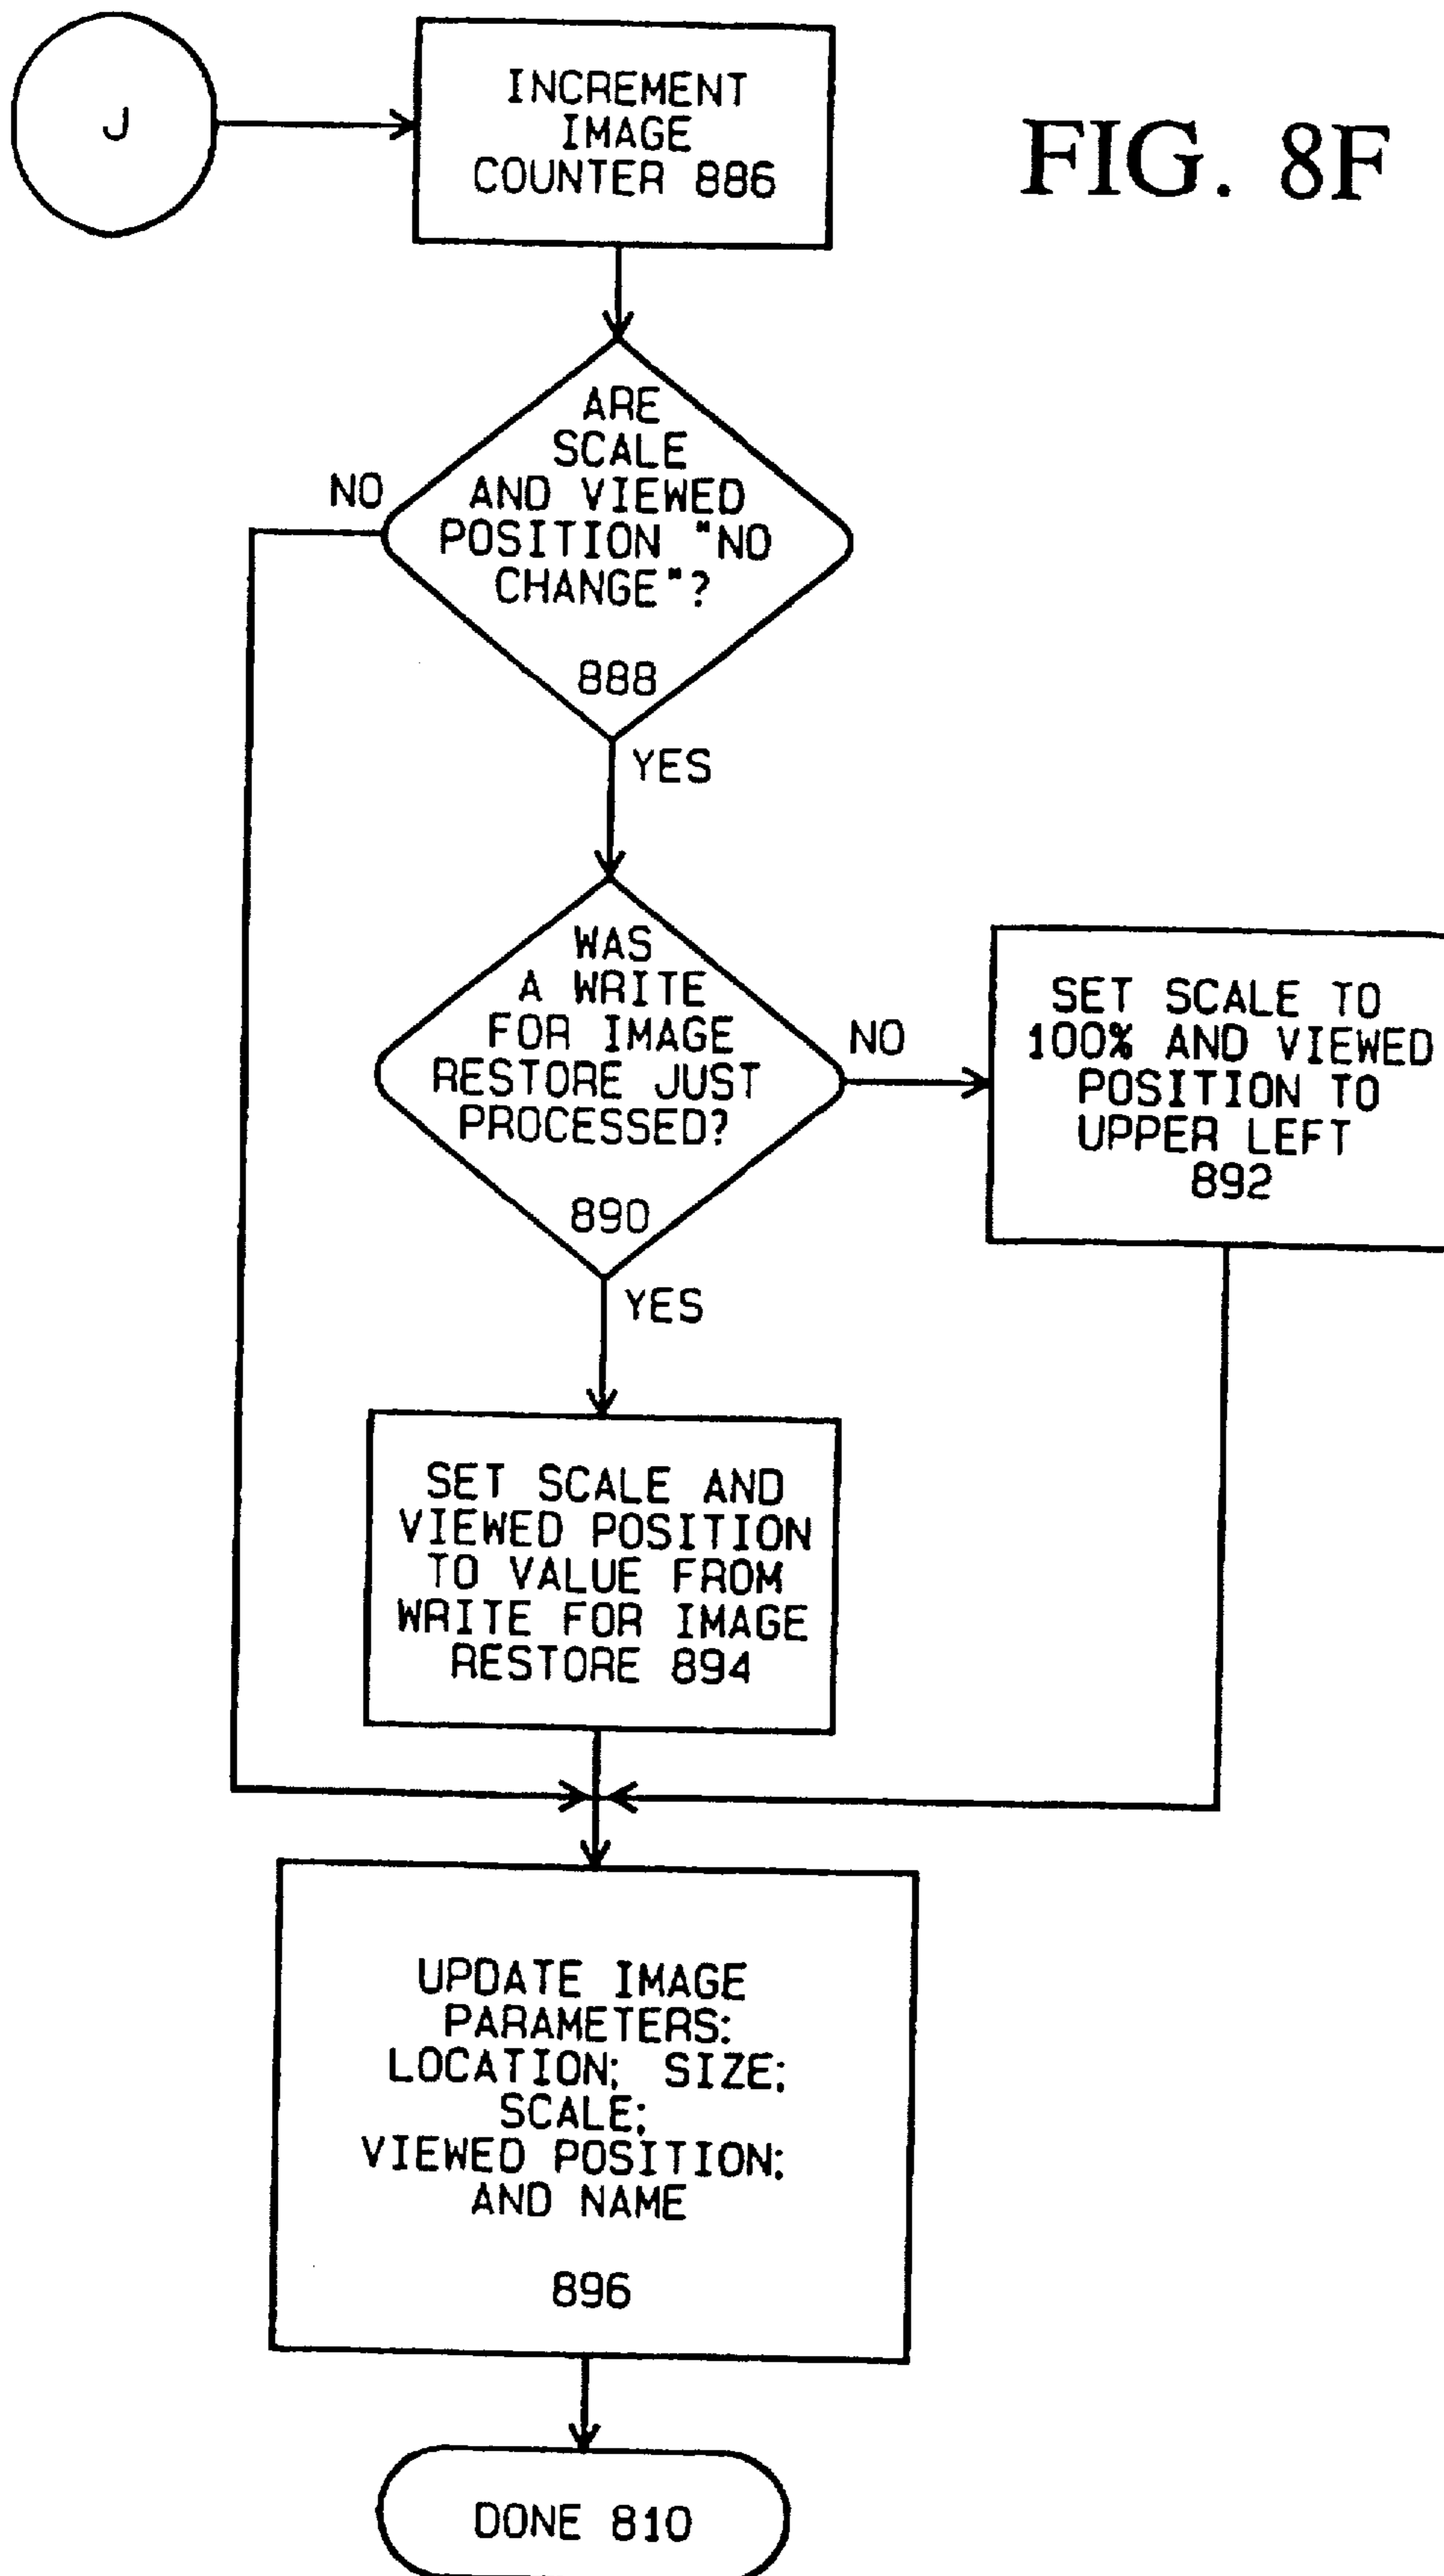 J
INCREMENT
IMAGE
COUNTER 886
FIG. 8F
ARE
SCALE
AND VIEWED
POSITION "NO
CHANGE"?
888
NO
YES
WAS
A WRITE
FOR IMAGE
RESTORE JUST
PROCESSED?
890
NO
SET SCALE TO
100% AND VIEWED
POSITION TO
UPPER LEFT
892
YES
SET SCALE AND
VIEWED POSITION
TO VALUE FROM
WRITE FOR IMAGE
RESTORE 894
UPDATE IMAGE
PARAMETERS:
LOCATION; SIZE;
SCALE;
VIEWED POSITION;
AND NAME
896
DONE 810